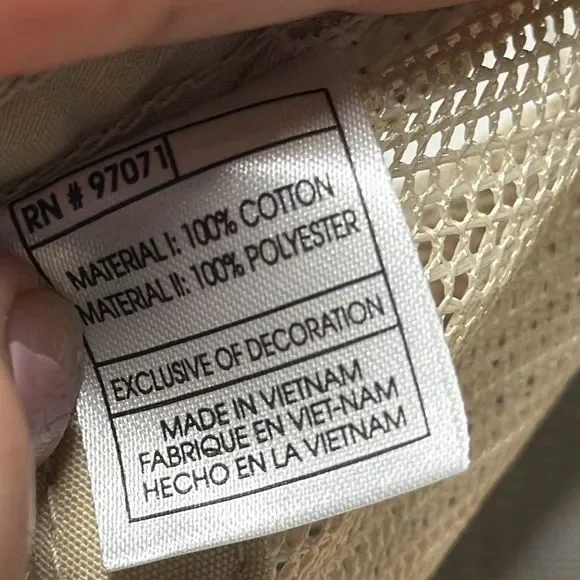 RN # 97071
MATERIAL I: 100% COTTON
MATERIAL II: 100% POLYESTER
EXCLUSIVE OF DECORATION
MADE IN VIETNAM
FABRIQUE EN VIET-NAM
HECHO EN LA VIETNAM